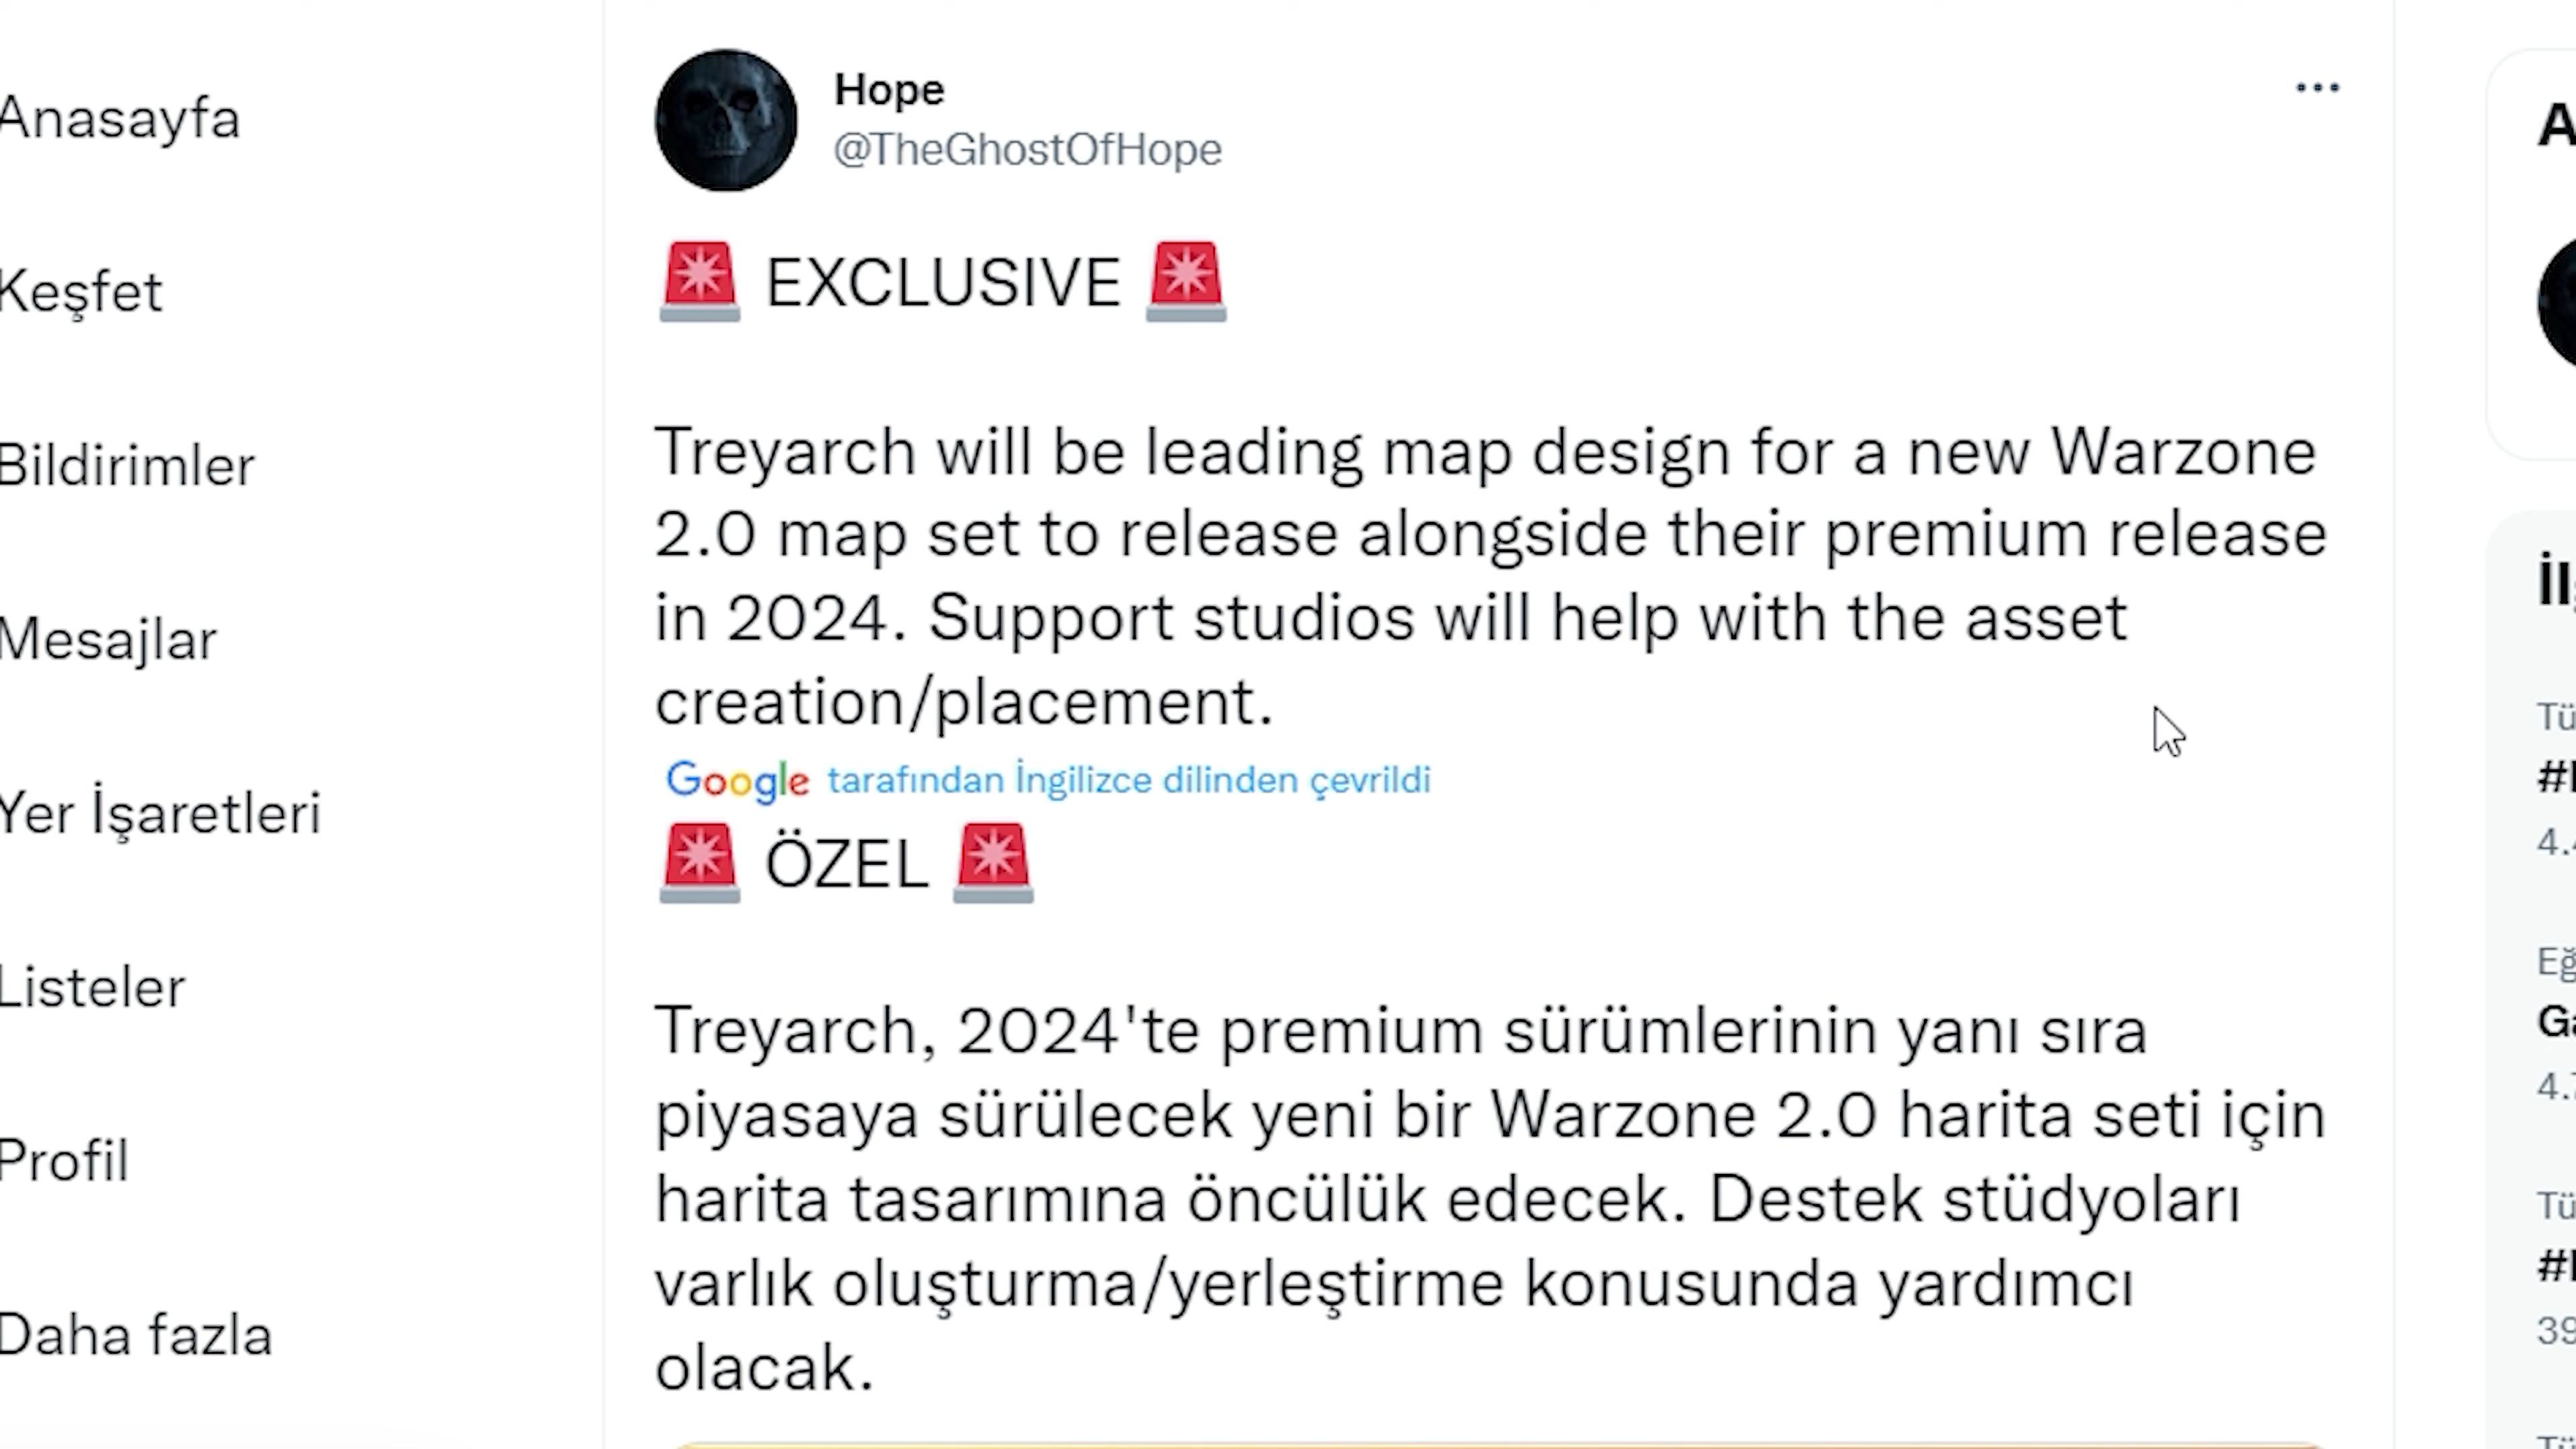 Anasayfa
Keşfet
Bildirimler
Mesajlar
Yer İşaretleri
Listeler
Profil
Daha fazla
Hope
@TheGhostOfHope
🚨 EXCLUSIVE 🚨
Treyarch will be leading map design for a new Warzone
2.0 map set to release alongside their premium release
in 2024. Support studios will help with the asset
creation/placement.
Google tarafından İngilizce dilinden çevrildi
🚨 ÖZEL 🚨
Treyarch, 2024'te premium sürümlerinin yanı sıra
piyasaya sürülecek yeni bir Warzone 2.0 harita seti için
harita tasarımına öncülük edecek. Destek stüdyoları
varlık oluşturma/yerleştirme konusunda yardımcı
olacak.